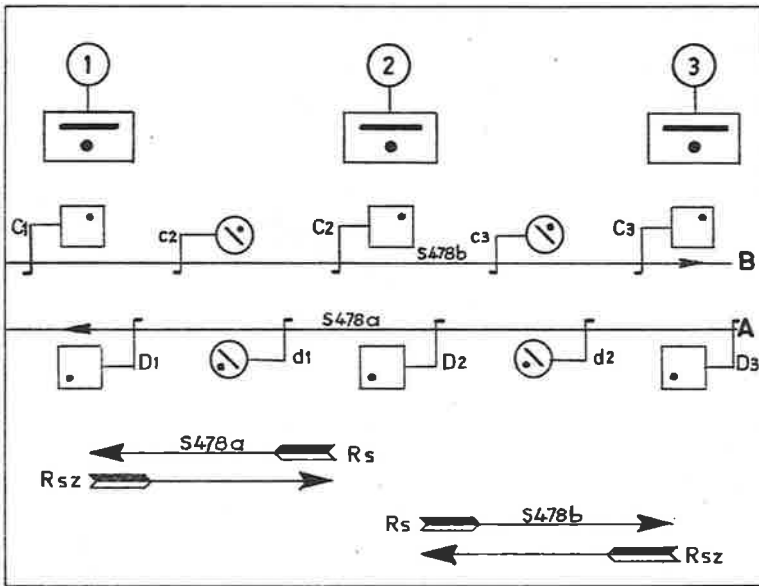 1 2 3
C1 c2 C2 c3 C3
S478b
B
S478a
A
D1 d1 D2 d2 D3
S478a
Rs
Rsz
Rs S478b
Rsz